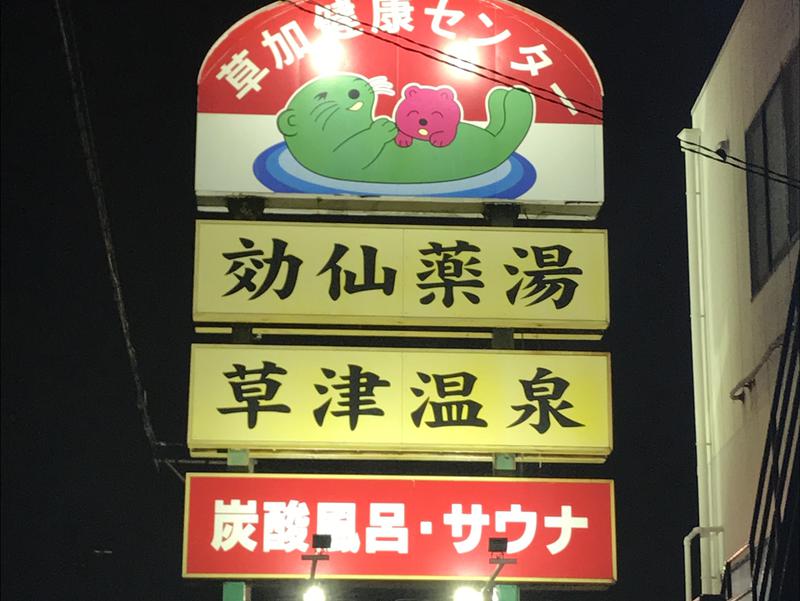 草加健康センター
効仙薬湯
草津温泉
炭酸風呂・サウナ